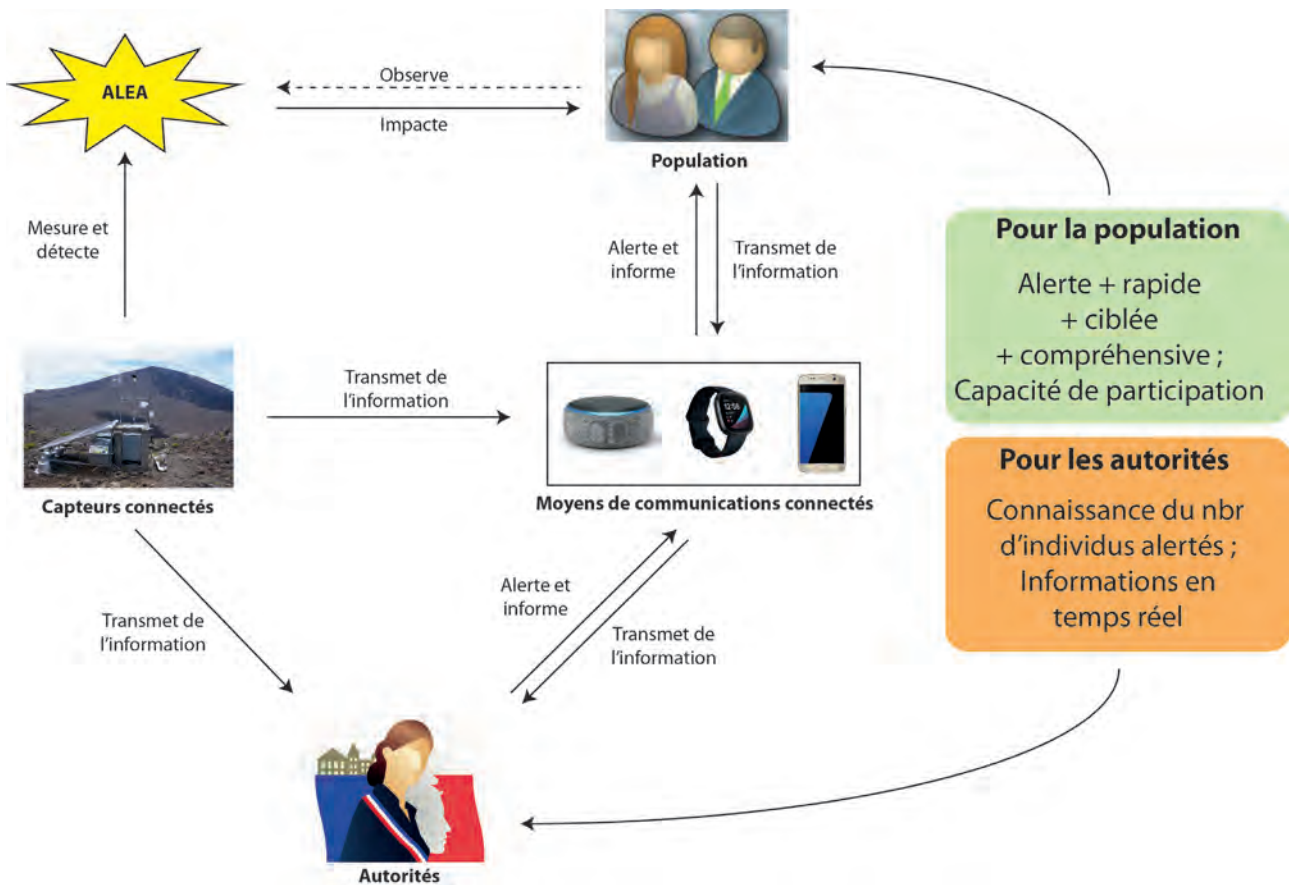 ALEA
Observe
Impacte
Population
Mesure et
détecte
Alerte et
informe
Transmet de
l'information
Pour la population
Alerte + rapide
+ ciblée
+ compréhensive ;
Capacité de participation
Transmet de
l'information
Capteurs connectés
Moyens de communications connectés
Pour les autorités
Connaissance du nbr
d'individus alertés ;
Informations en
temps réel
Transmet de
l'information
Alerte et
informe
Transmet de
l'information
Autorités